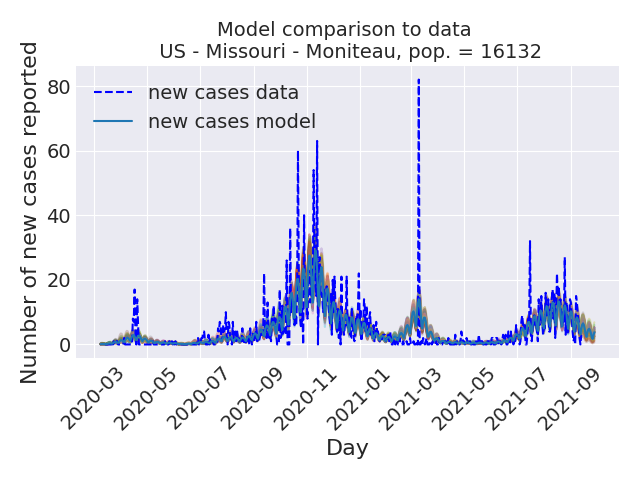 Model comparison to data
US - Missouri - Moniteau, pop. = 16132
Number of new cases reported
80
60
40
20
0
new cases data
new cases model
2020-03
2020-05
2020-07
2020-09
2020-11
2021-01
2021-03
2021-05
2021-07
2021-09
Day